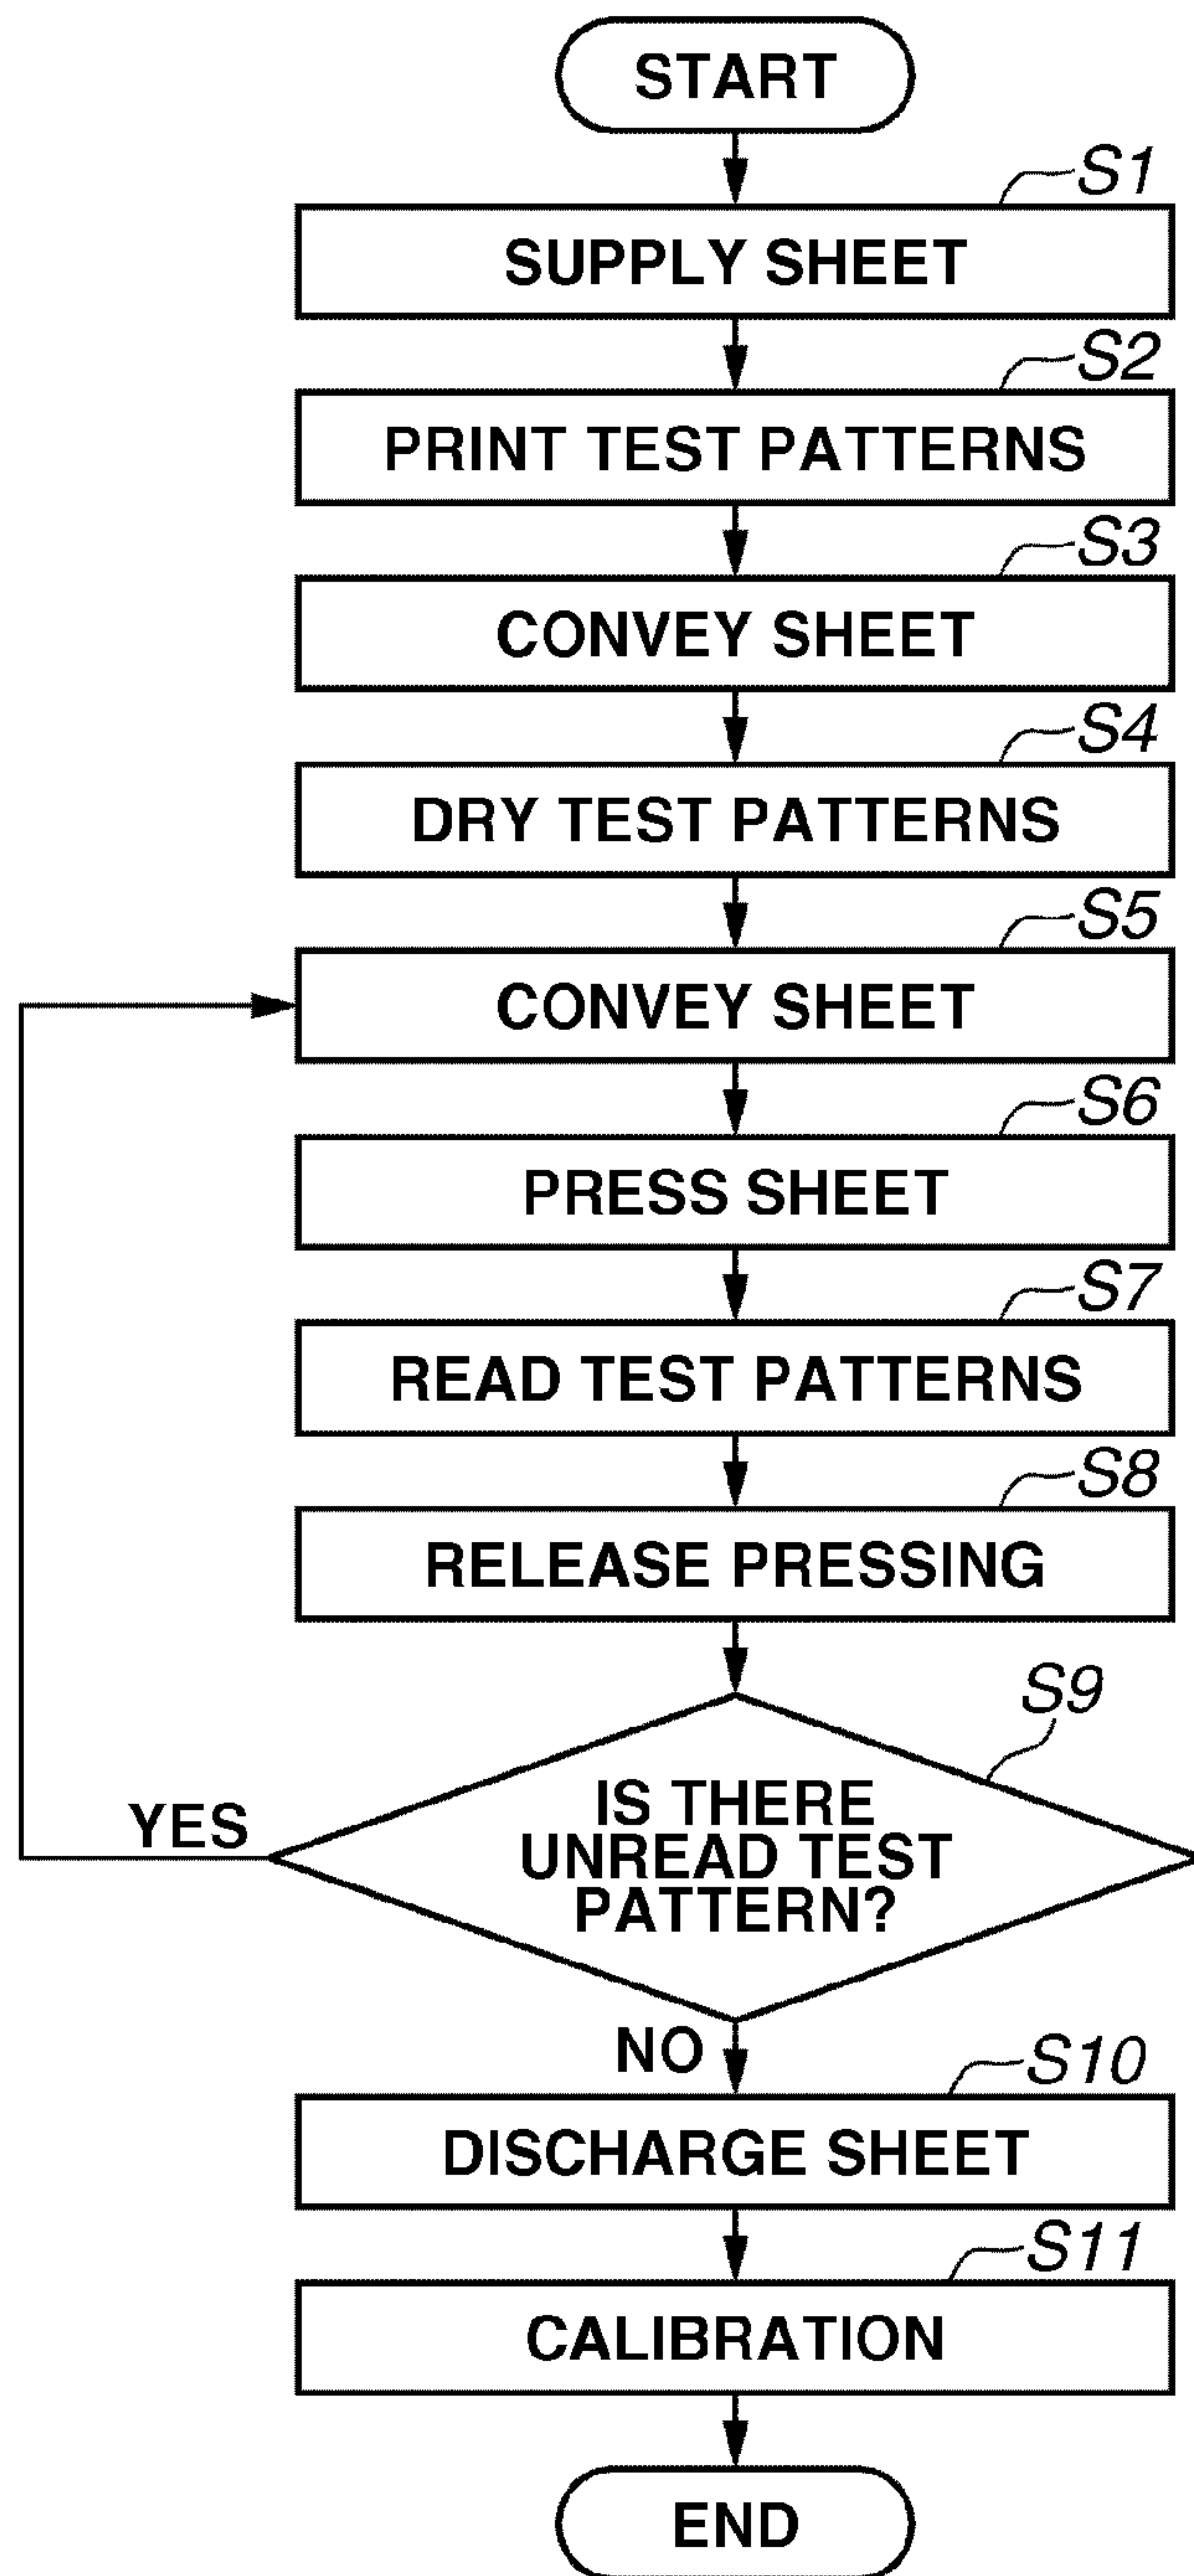 START
S1
SUPPLY SHEET
S2
PRINT TEST PATTERNS
S3
CONVEY SHEET
S4
DRY TEST PATTERNS
S5
CONVEY SHEET
S6
PRESS SHEET
S7
READ TEST PATTERNS
S8
RELEASE PRESSING
S9
IS THERE
UNREAD TEST
PATTERN?
YES
NO
S10
DISCHARGE SHEET
S11
CALIBRATION
END